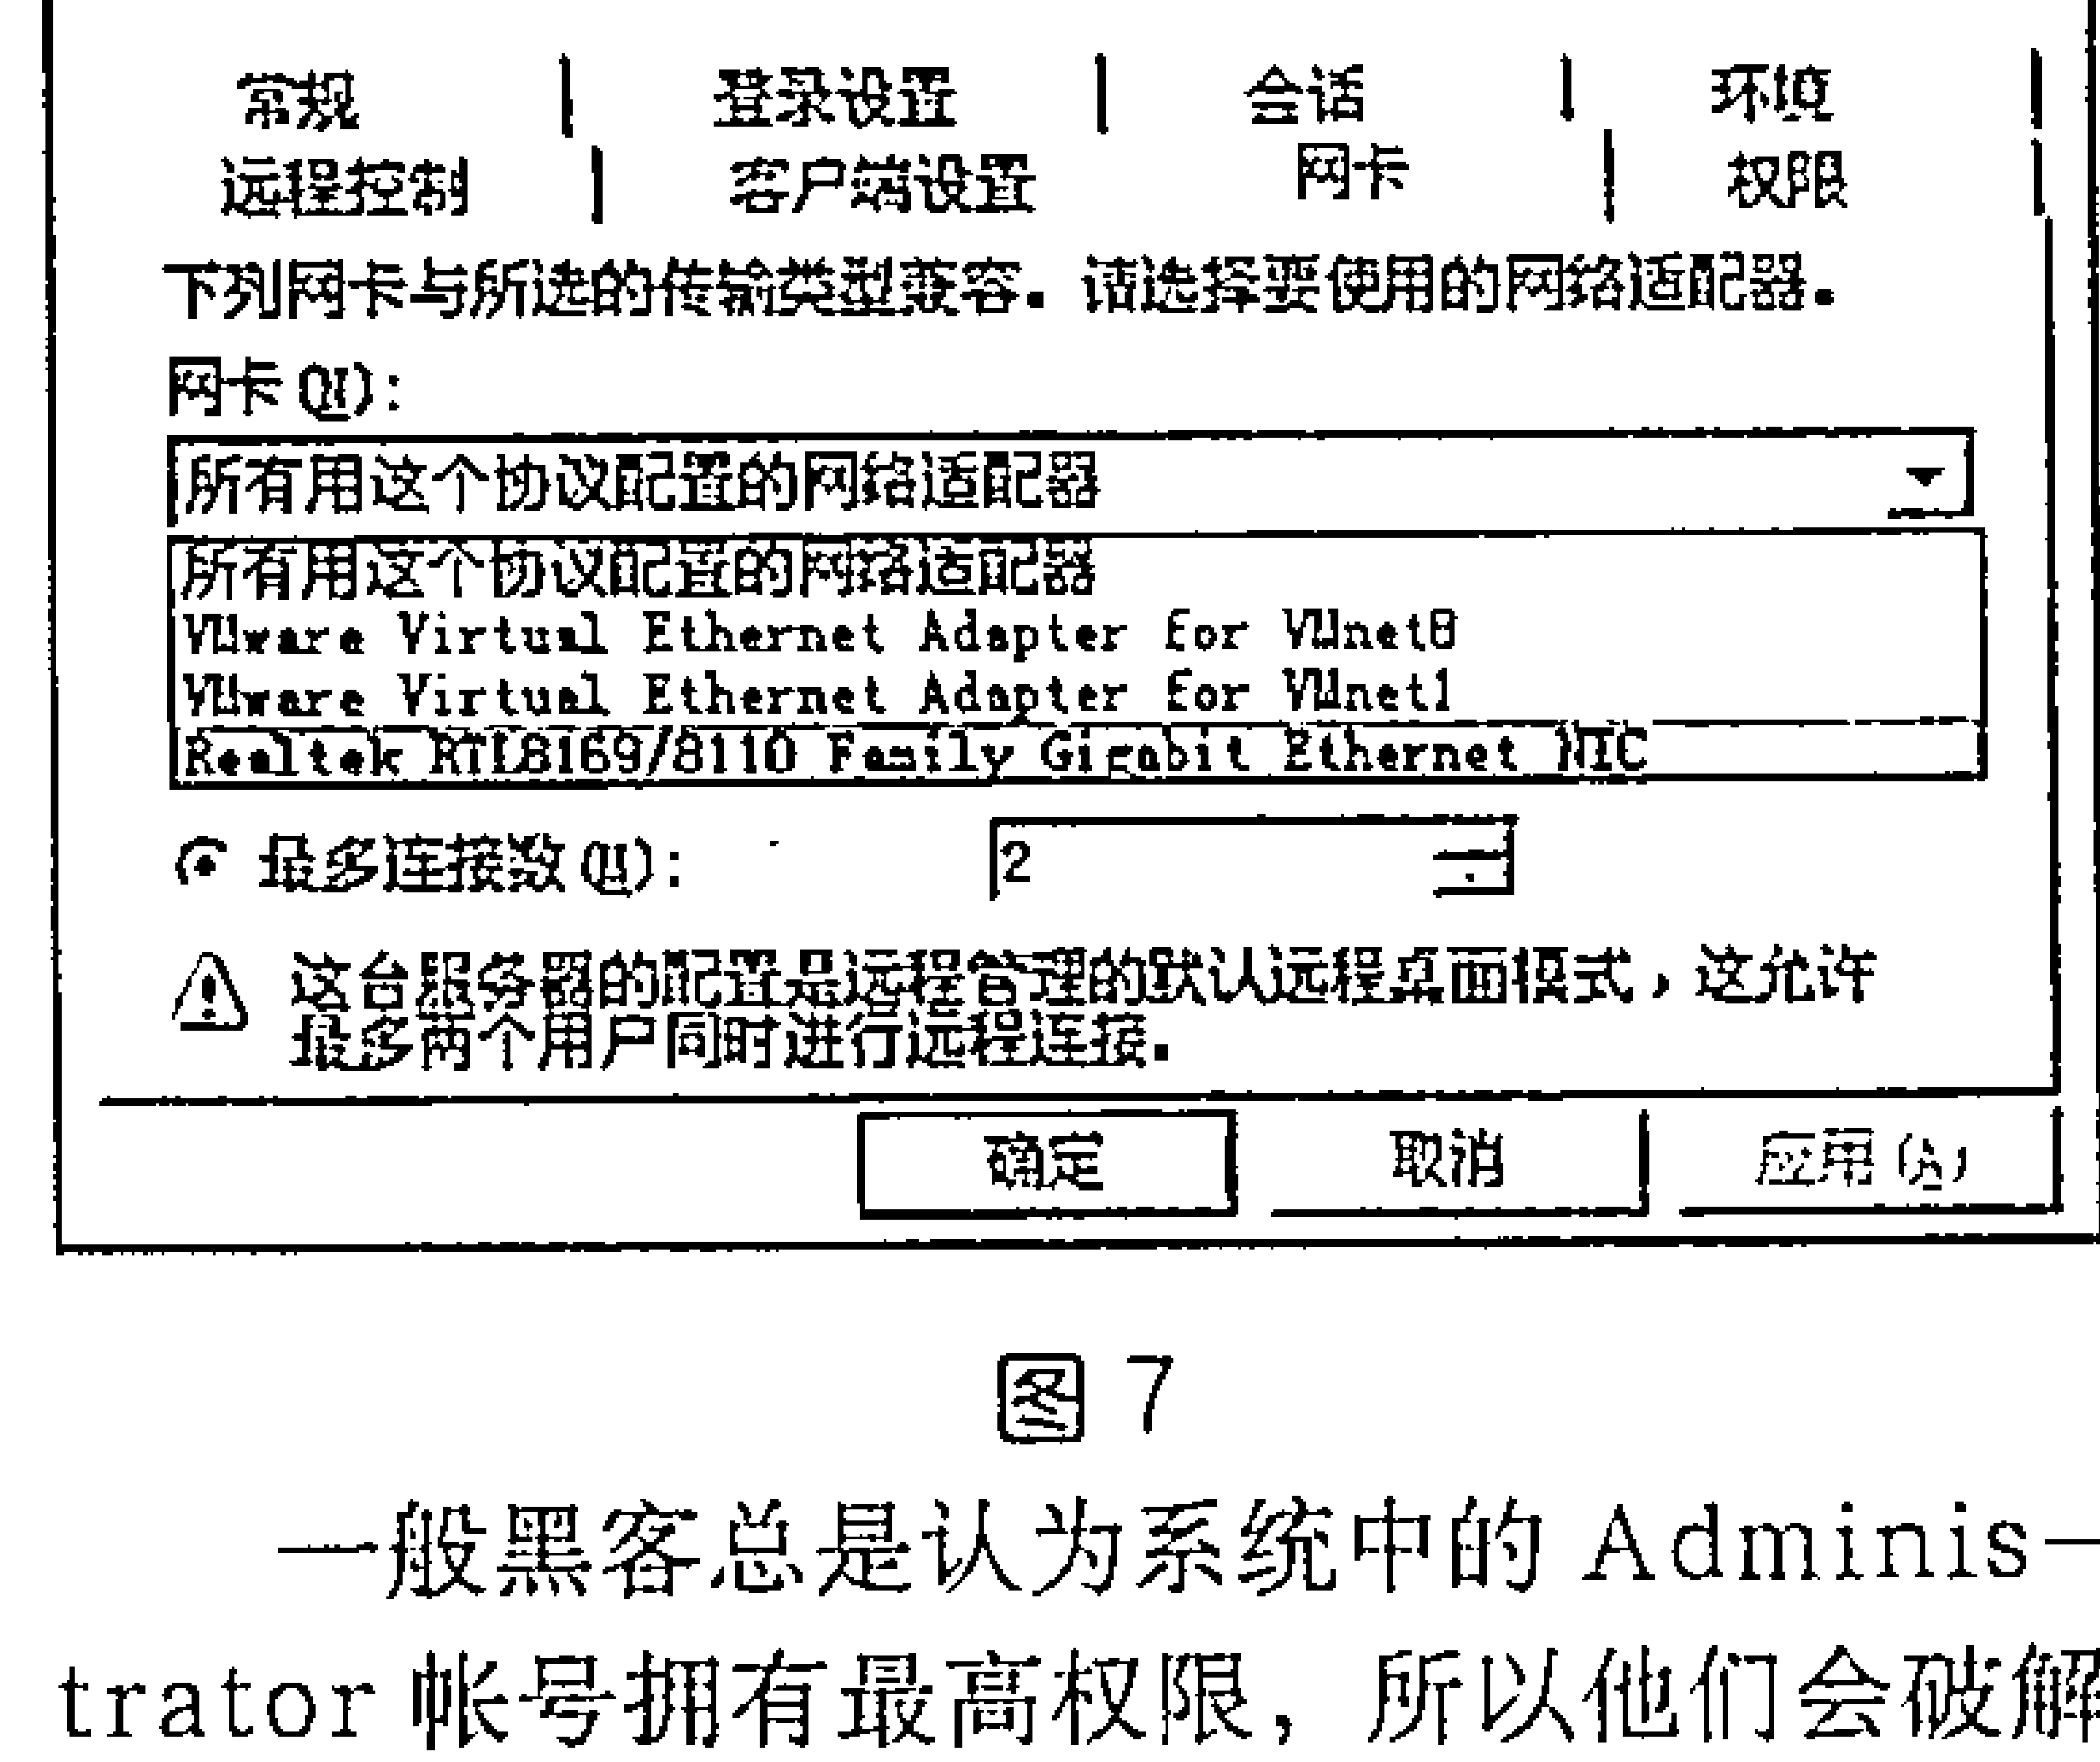 常规 登录设置 会话 环境
远程控制 客户端设置 网卡 权限
下列网卡与所选的传输类型兼容。请选择要使用的网络适配器。
网卡(N):
所有用这个协议配置的网络适配器
所有用这个协议配置的网络适配器
VMware Virtual Ethernet Adapter for VMnet8
VMware Virtual Ethernet Adapter for VMnet1
Realtek RTL8169/8110 Family Gigabit Ethernet NIC
最多连接数(M): 2
这台服务器的配置是远程管理的默认远程桌面模式，这允许
最多两个用户同时进行远程连接。
确定 取消 应用(A)
图 7
一般黑客总是认为系统中的 Adminis-
trator 帐号拥有最高权限，所以他们会破解